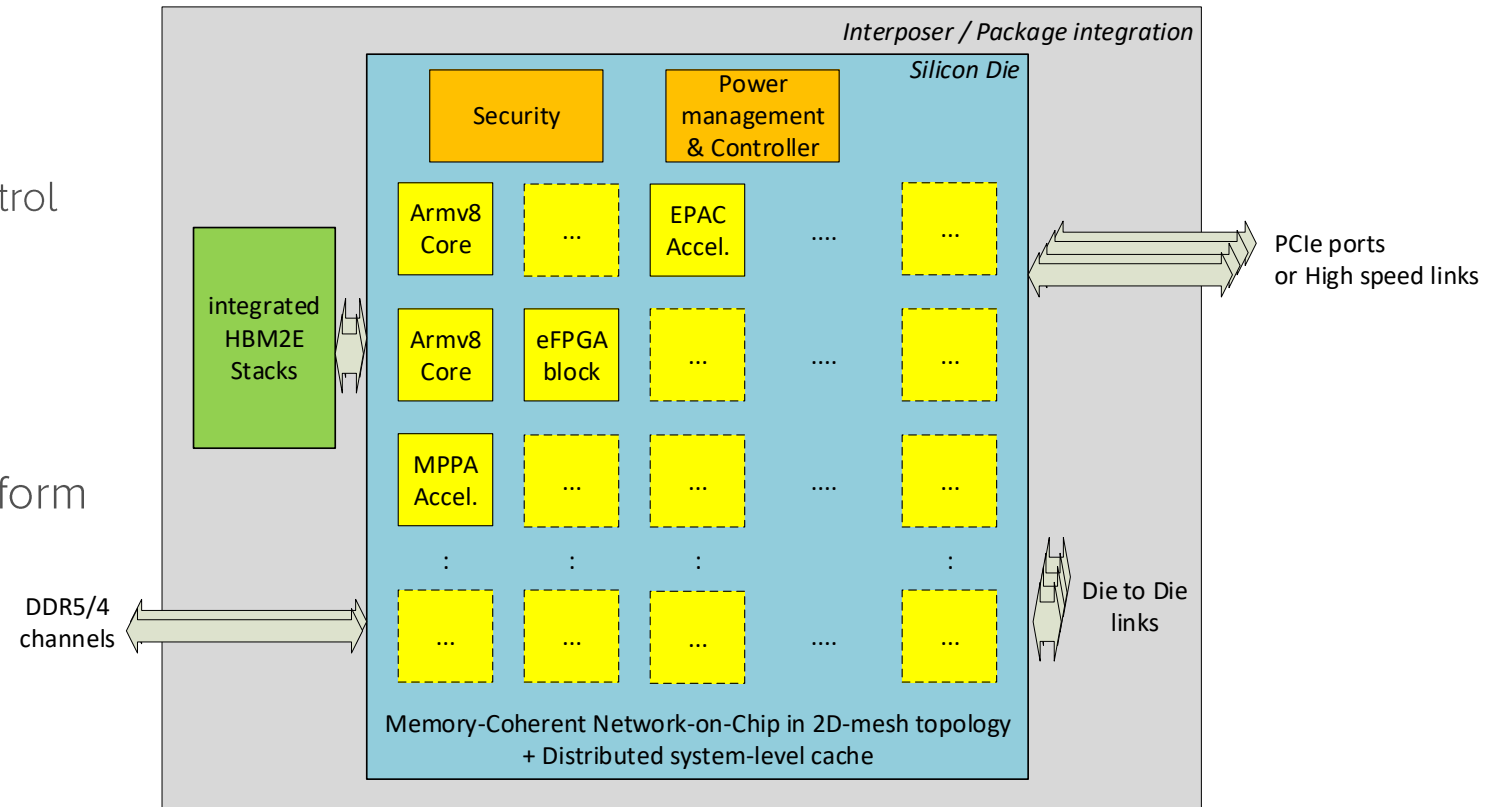 Interposer / Package integration
Silicon Die
Security
Power
management
& Controller
trol
form
integrated
HBM2E
Stacks
Armv8
Core
...
EPAC
Accel.
....
...
Armv8
Core
eFPGA
block
...
....
...
MPPA
Accel.
...
...
....
...
:
:
:
:
...
...
...
....
...
PCIe ports
or High speed links
DDR5/4
channels
Die to Die
links
Memory-Coherent Network-on-Chip in 2D-mesh topology
+ Distributed system-level cache